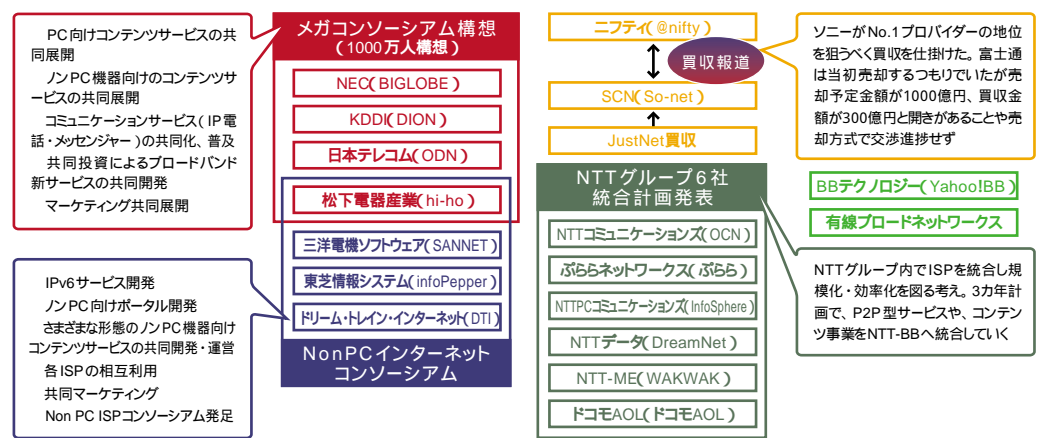 PC向けコンテンツサービスの共
同展開
ノンPC機器向けのコンテンツサ
ービスの共同展開
コミュニケーションサービス(IP電
話・メッセンジャー)の共同化、普及
共同投資によるブロードバンド
新サービスの共同開発
マーケティング共同展開
メガコンソーシアム構想
(1000万人構想)
NEC(BIGLOBE)
KDDI(DION)
日本テレコム(ODN)
松下電器産業(hi-ho)
三洋電機ソフトウェア(SANNET)
東芝情報システム(infoPepper)
ドリーム・トレイン・インターネット(DTI)
NonPCインターネット
コンソーシアム
IPv6サービス開発
ノンPC向けポータル開発
さまざまな形態のノンPC機器向け
コンテンツサービスの共同開発・運営
各ISPの相互利用
共同マーケティング
Non PC ISPコンソーシアム発足
ニフティ(@nifty)
買収報道
SCN(So-net)
JustNet買収
ソニーがNo.1プロバイダーの地位
を狙うべく買収を仕掛けた。富士通
は当初売却するつもりでいたが売
却予定金額が1000億円、買収金
額が300億円と開きがあることや売
却方式で交渉進捗せず
NTTグループ6社
統合計画発表
NTTコミュニケーションズ(OCN)
ぷららネットワークス(ぷらら)
NTTPCコミュニケーションズ(InfoSphere)
NTTデータ(DreamNet)
NTT-ME(WAKWAK)
ドコモAOL(ドコモAOL)
BBテクノロジー(Yahoo!BB)
有線ブロードネットワークス
NTTグループ内でISPを統合し規
模化・効率化を図る考え。3カ年計
画で、P2P型サービスや、コンテン
ツ事業をNTT-BBへ統合していく